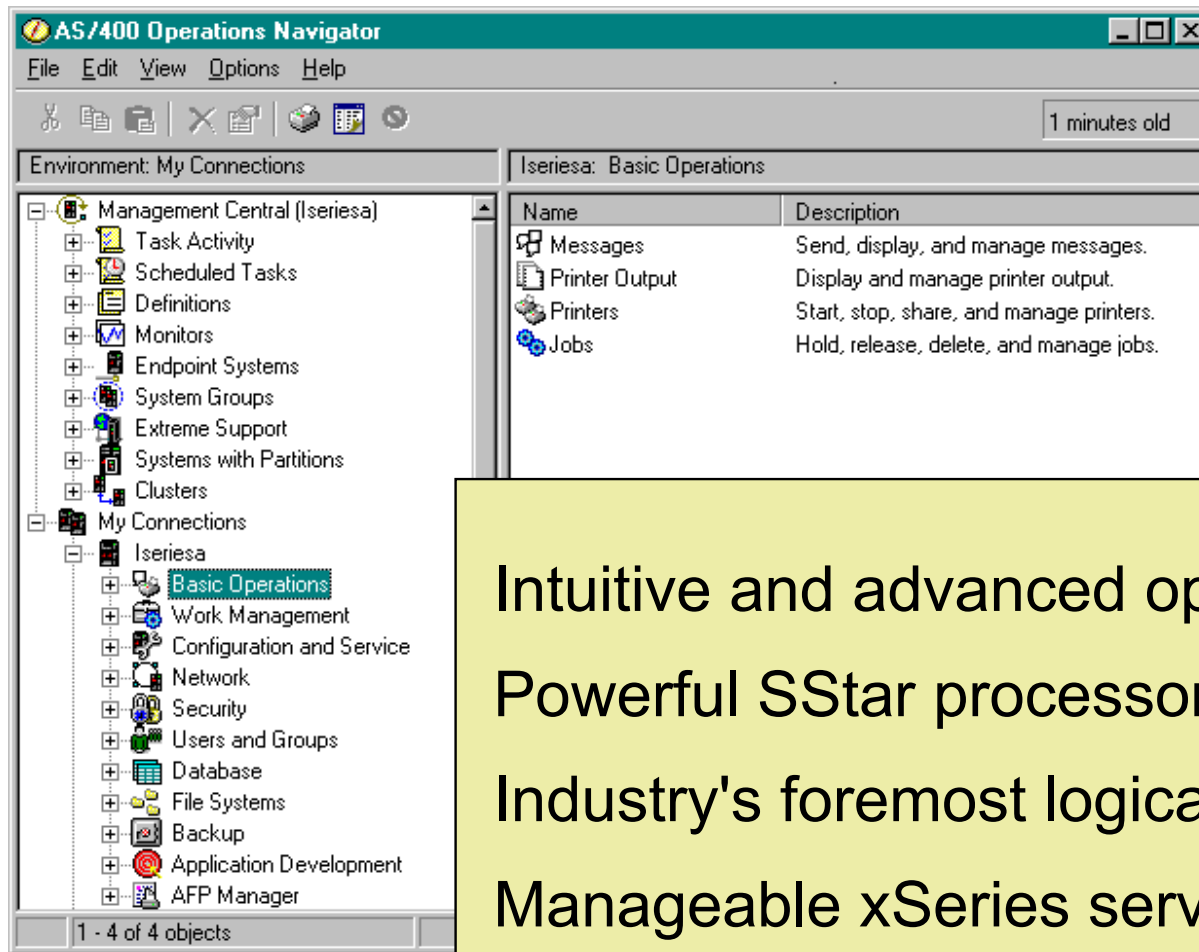 AS/400 Operations Navigator
File Edit View Options Help
1 minutes old
Environment: My Connections
Iseriesa: Basic Operations
Management Central (Iseriesa)
Task Activity
Scheduled Tasks
Definitions
Monitors
Endpoint Systems
System Groups
Extreme Support
Systems with Partitions
Clusters
My Connections
Iseriesa
Basic Operations
Work Management
Configuration and Service
Network
Security
Users and Groups
Database
File Systems
Backup
Application Development
AFP Manager
1 - 4 of 4 objects
Name Description
Messages Send, display, and manage messages.
Printer Output Display and manage printer output.
Printers Start, stop, share, and manage printers.
Jobs Hold, release, delete, and manage jobs.
Intuitive and advanced op
Powerful SStar processor
Industry's foremost logica
Manageable xSeries serv